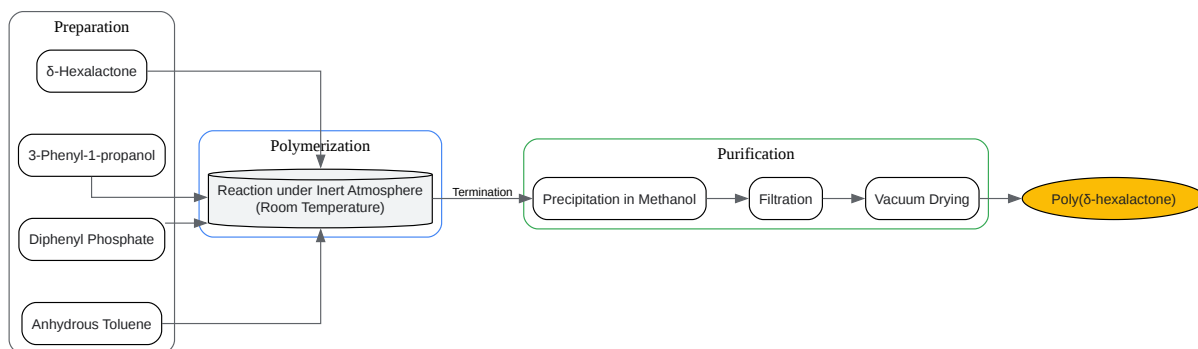 Preparation
δ-Hexalactone
3-Phenyl-1-propanol
Diphenyl Phosphate
Anhydrous Toluene
Polymerization
Reaction under Inert Atmosphere
(Room Temperature)
Termination
Purification
Precipitation in Methanol
Filtration
Vacuum Drying
Poly(δ-hexalactone)